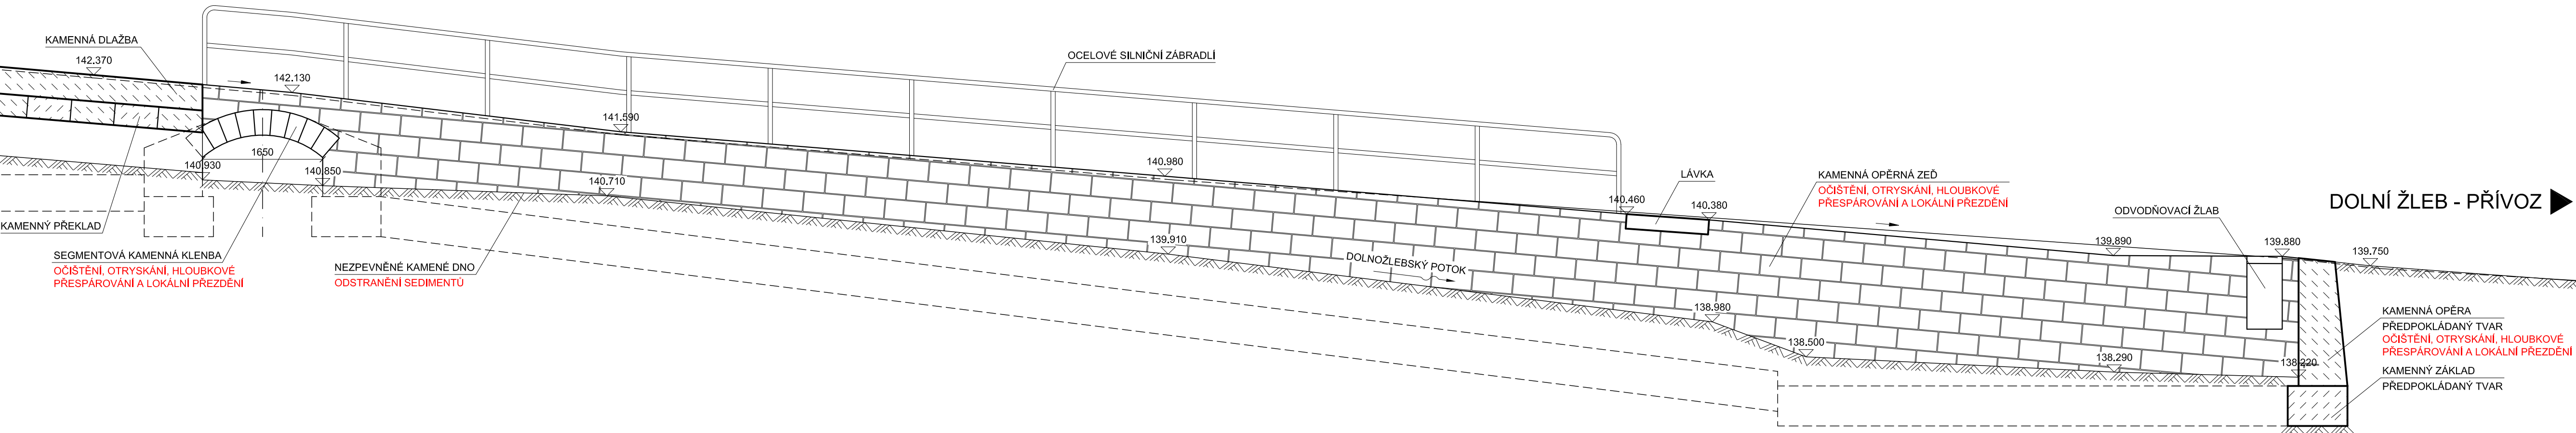 KAMENNÁ DLAŽBA
142.370
142.130
OCELOVÉ SILNIČNÍ ZÁBRADLÍ
141.590
1650
140.930
140.850
140.710
140.980
LÁVKA
140.460
140.380
KAMENNÁ OPĚRNÁ ZEĎ
OČIŠTĚNÍ, OTRYSKÁNÍ, HLOUBKOVÉ
PŘESPÁROVÁNÍ A LOKÁLNÍ PŘEZDĚNÍ
ODVODŇOVACÍ ŽLAB
DOLNÍ ŽLEB - PŘÍVOZ
KAMENNÝ PŘEKLAD
SEGMENTOVÁ KAMENNÁ KLENBA
OČIŠTĚNÍ, OTRYSKÁNÍ, HLOUBKOVÉ
PŘESPÁROVÁNÍ A LOKÁLNÍ PŘEZDĚNÍ
NEZPEVNĚNÉ KAMENÉ DNO
ODSTRANĚNÍ SEDIMENTŮ
139.910
DOLNOŽLEBSKÝ POTOK
139.890
139.880
139.750
138.980
138.500
138.290
138.220
KAMENNÁ OPĚRA
PŘEDPOKLÁDANÝ TVAR
OČIŠTĚNÍ, OTRYSKÁNÍ, HLOUBKOVÉ
PŘESPÁROVÁNÍ A LOKÁLNÍ PŘEZDĚNÍ
KAMENNÝ ZÁKLAD
PŘEDPOKLÁDANÝ TVAR